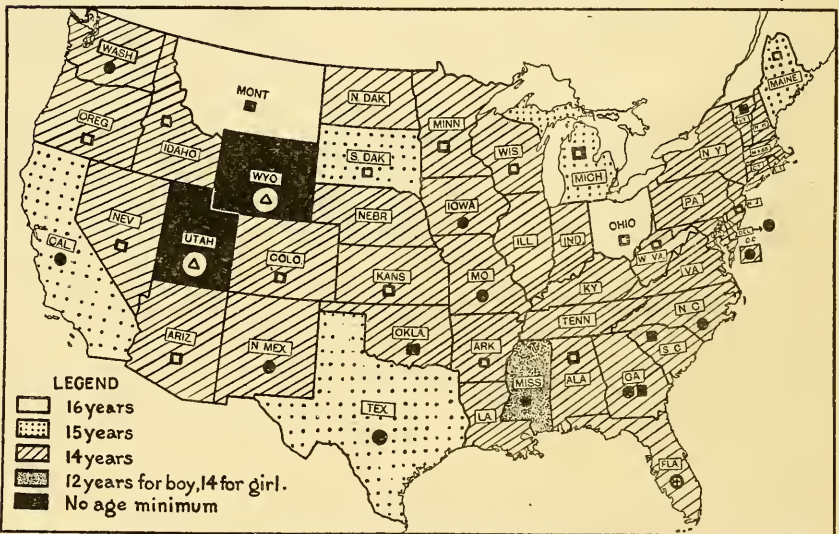 WASH
MONT
N. DAK
MINN
MAINE
OREG
IDAHO
S. DAK
WIS
MICH
N Y
WYO
NEV
UTAH
NEBR
IOWA
PA
N.J.
CAL
COLO
ILL
IND
OHIO
W. VA
VA
DEL
D.C
KANS
MO
KY
N C
ARIZ
N MEX
OKLA
ARK
TENN
S C
TEX
LA
MISS
ALA
GA
FLA
LEGEND
16 years
15 years
14 years
12 years for boy, 14 for girl.
No age minimum